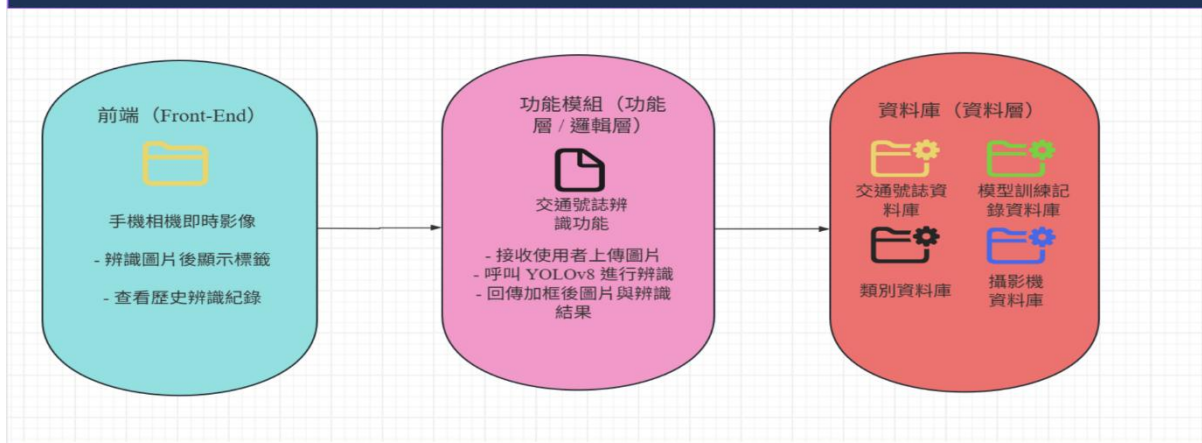 前端（Front-End）
手機相機即時影像
- 辨識圖片後顯示標籤
- 查看歷史辨識紀錄
功能模組（功能
層 / 邏輯層）
交通號誌辨
識功能
- 接收使用者上傳圖片
- 呼叫 YOLOv8 進行辨識
- 回傳加框後圖片與辨識
結果
資料庫（資料層）
交通號誌資
料庫
模型訓練記
錄資料庫
類別資料庫
攝影機
資料庫